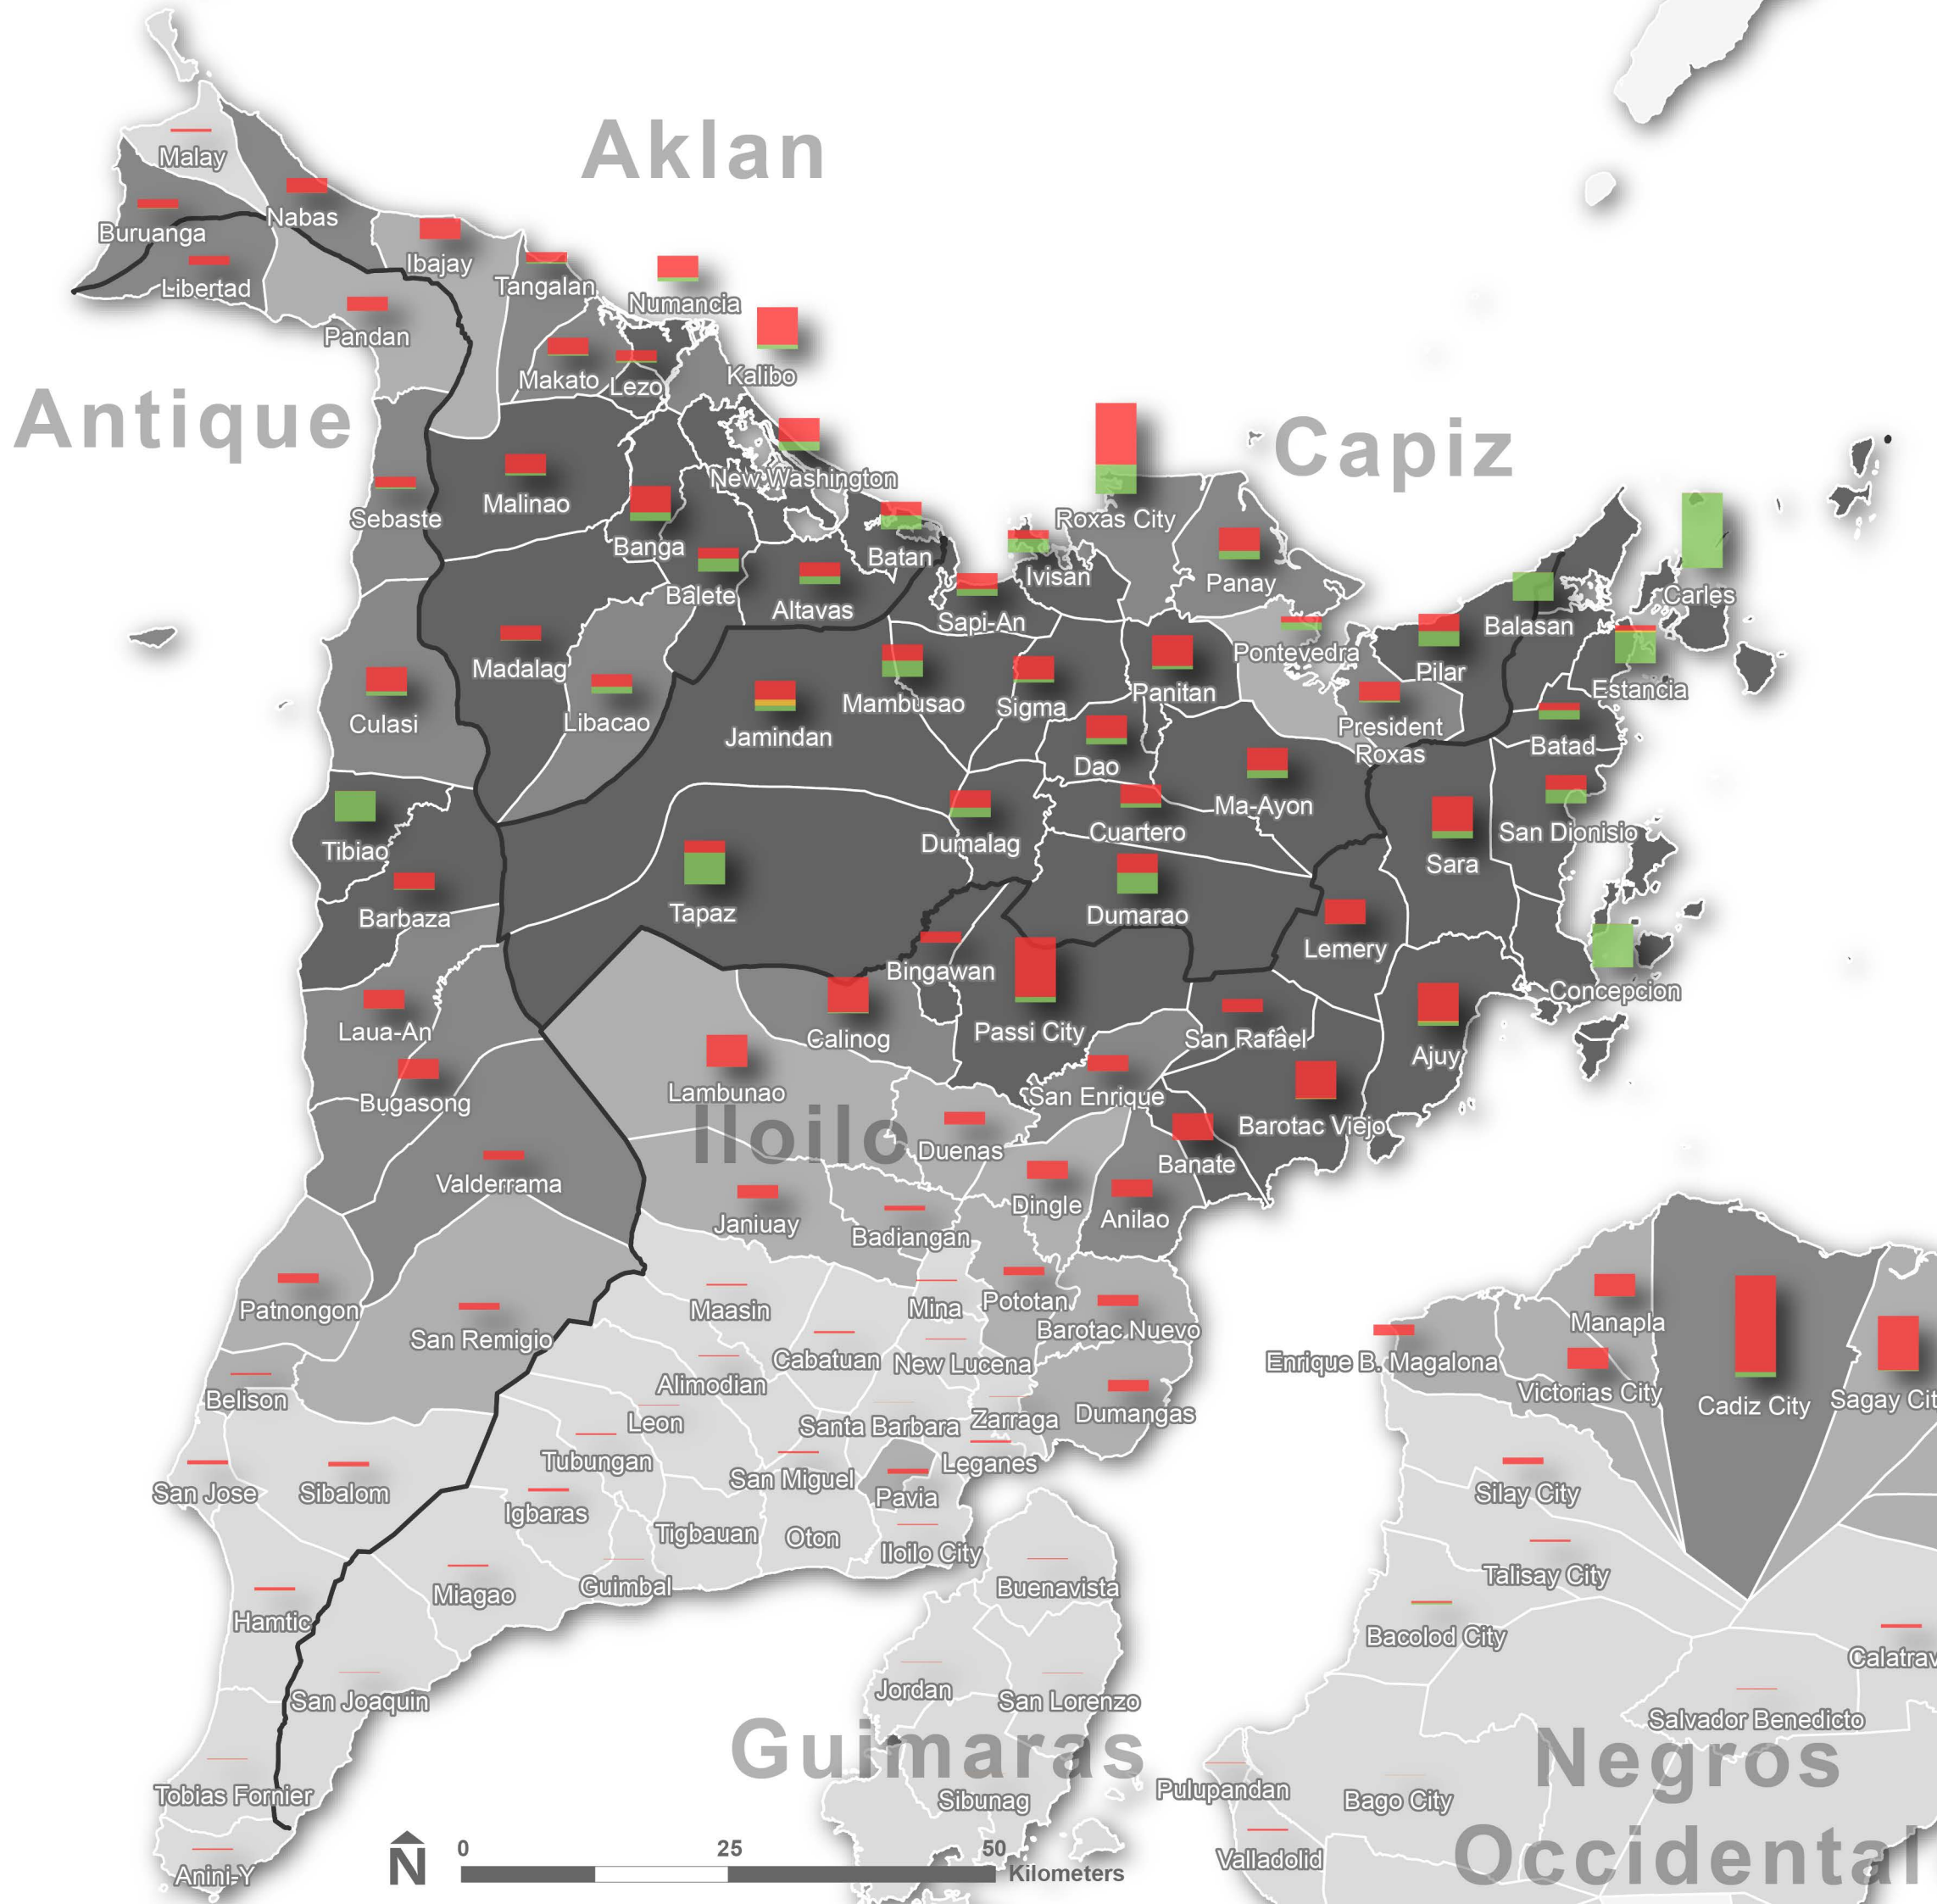 Aklan
Malay
Nabas
Buruanga
Libertad
Ibajay
Tangalan
Numancia
Pandan
Makato
Lezo
Kalibo
Antique
Capiz
Sebaste
Malinao
New Washington
Banga
Batan
Roxas City
Balete
Altavas
Sapi-An
Ivisan
Panay
Carles
Madalag
Libacao
Culasi
Jamindan
Mambusao
Sigma
Panitan
Pontevedra
Pilar
Balasan
Estancia
President
Roxas
Batad
Dao
Ma-Ayon
Tibiao
Dumalag
Cuartero
Sara
San Dionisio
Barbaza
Tapaz
Dumarao
Lemery
Bingawan
Concepcion
Laua-An
Calinog
Passi City
San Rafael
Ajuy
Bugasong
Lambunao
San Enrique
Barotac Viejo
Iloilo
Duenas
Banate
Valderrama
Janiuay
Badiangan
Dingle
Anilao
Patnongon
San Remigio
Maasin
Mina
Pototan
Barotac Nuevo
Manapla
Cabatuan
New Lucena
Enrique B. Magalona
Belison
Alimodian
Victorias City
Cadiz City
Sagay Cit
Leon
Santa Barbara
Zarraga
Dumangas
San Jose
Sibalom
Tubungan
San Miguel
Leganes
Igbaras
Pavia
Silay City
Tigbauan
Oton
Iloilo City
Hamtic
Miagao
Guimbal
Buenavista
Talisay City
Bacolod City
Calatrav
San Joaquin
Jordan
San Lorenzo
Salvador Benedicto
Guimaras
Negros
Occidental
Tobias Fornier
Sibunag
Pulupandan
Bago City
Anini-Y
Valladolid
N
0 25 50
Kilometers